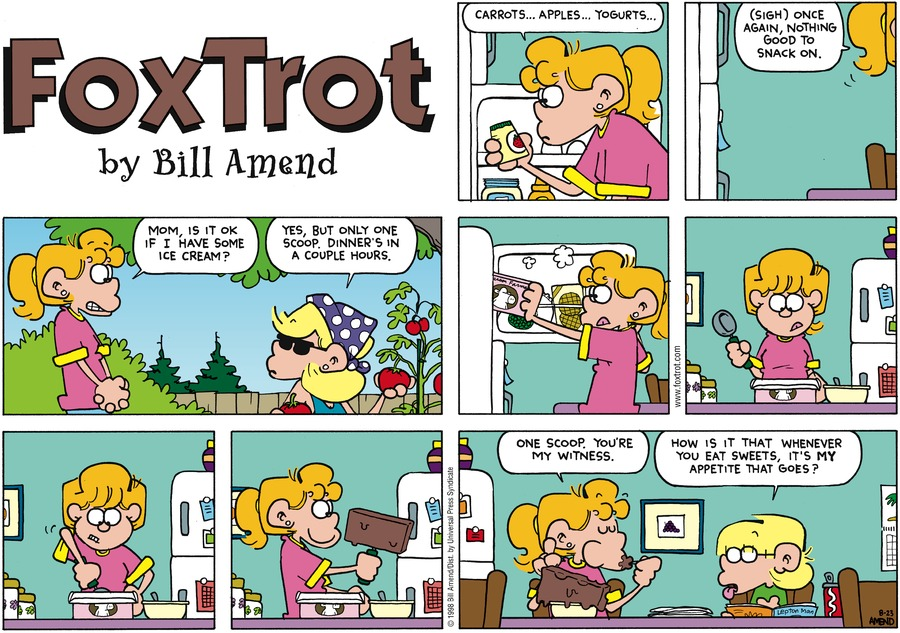 FoxTrot
by Bill Amend
CARROTS... APPLES... YOGURTS...
(SIGH) ONCE
AGAIN, NOTHING
GOOD TO
SNACK ON.
MOM, IS IT OK
IF I HAVE SOME
ICE CREAM?
YES, BUT ONLY ONE
SCOOP. DINNER'S IN
A COUPLE HOURS.
www.foxtrot.com
© 1998 Bill Amend/Dist. by Universal Press Syndicate
ONE SCOOP. YOU'RE
MY WITNESS.
HOW IS IT THAT WHENEVER
YOU EAT SWEETS, IT'S MY
APPETITE THAT GOES?
LEPTON MAN
8-23
AMEND